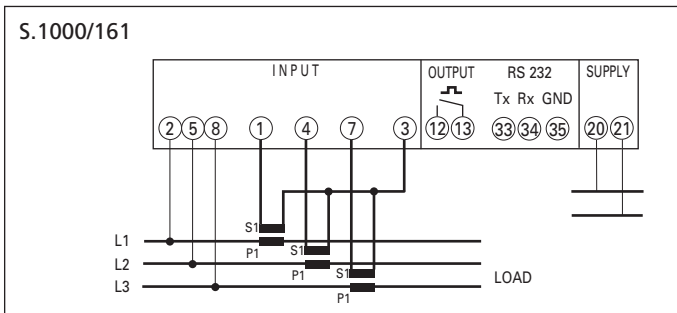 S.1000/161
INPUT OUTPUT RS 232 SUPPLY
Tx Rx GND
2 5 8 1 4 7 3 12 13 33 34 35 20 21
S1
L1
P1 S1
L2
P1 S1
L3 LOAD
P1